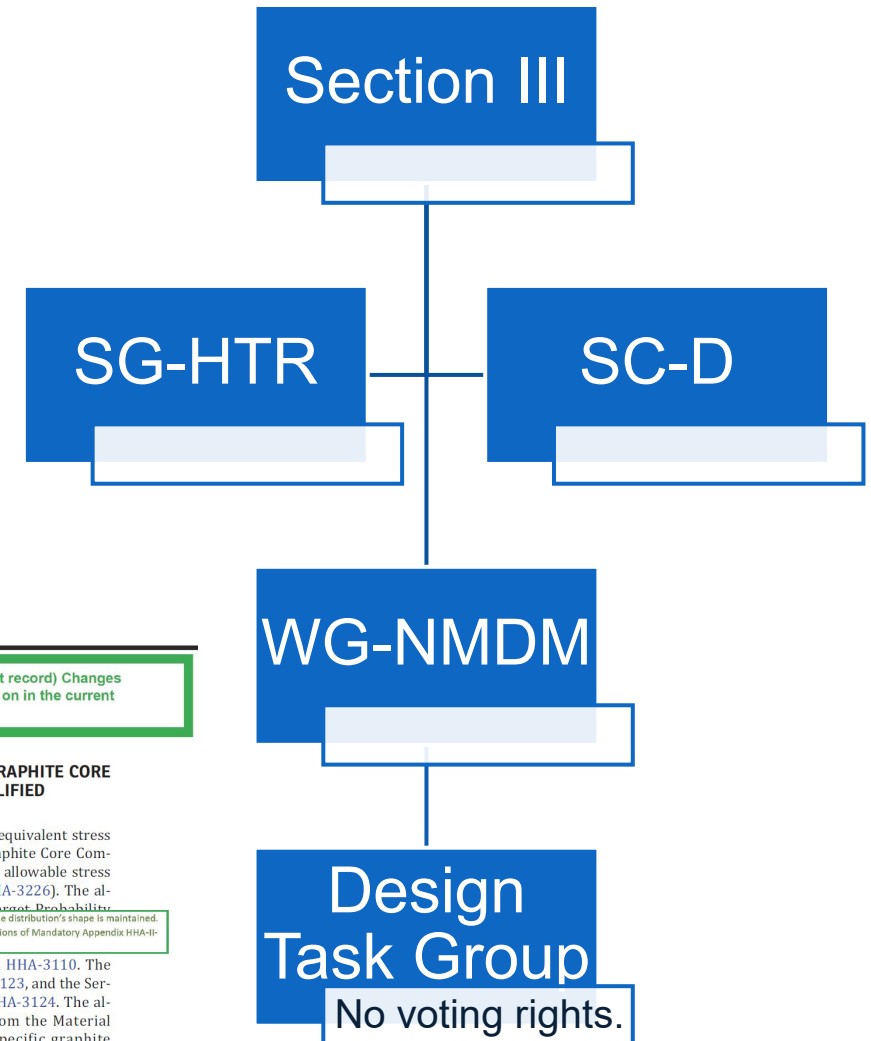 Section III
SG-HTR
SC-D
WG-NMDM
Design
Task Group
No voting rights.
t record) Changes
on in the current
RAPHITE CORE
LIFIED
equivalent stress
aphite Core Com-
allowable stress
HA-3226). The al-
arget Probability
e distribution's shape is maintained.
ions of Mandatory Appendix HHA-II-
HHA-3110. The
123, and the Ser-
HA-3124. The al-
om the Material
pecific graphite